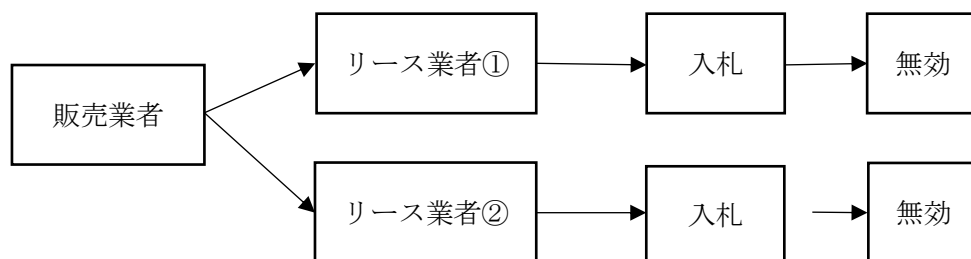 リース業者①
入札
無効
販売業者
リース業者②
入札
無効